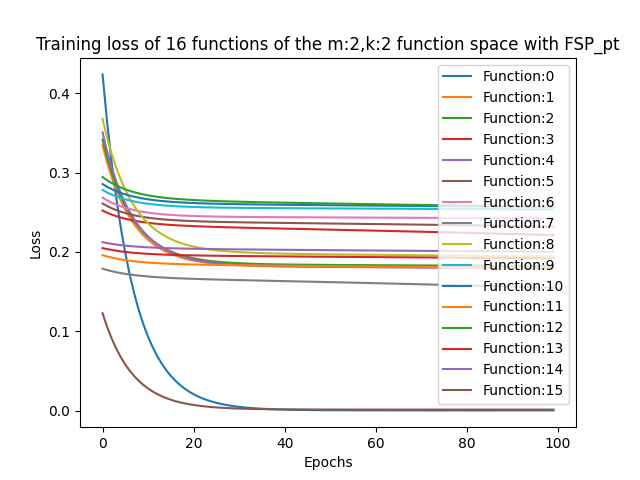 Training loss of 16 functions of the m:2,k:2 function space with FSP_pt
Loss
0.4
0.3
0.2
0.1
0.0
0
20
40
60
80
100
Epochs
Function:0
Function:1
Function:2
Function:3
Function:4
Function:5
Function:6
Function:7
Function:8
Function:9
Function:10
Function:11
Function:12
Function:13
Function:14
Function:15